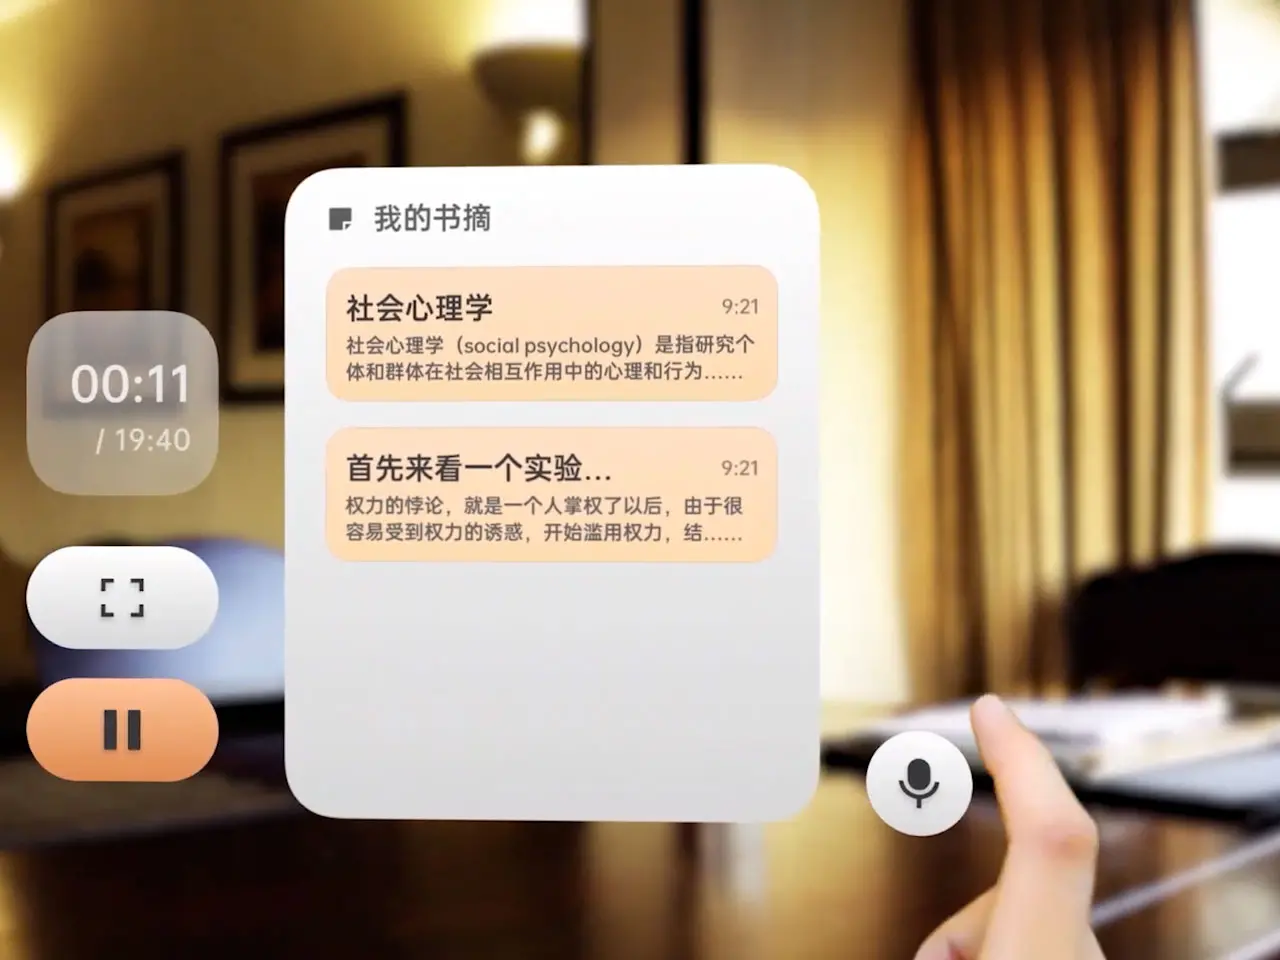 我的书摘
社会心理学
9:21
社会心理学（social psychology）是指研究个
体和群体在社会相互作用中的心理和行为……
首先来看一个实验...
9:21
权力的悖论，就是一个人掌权了以后，由于很
容易受到权力的诱惑，开始滥用权力，结……
00:11
/ 19:40